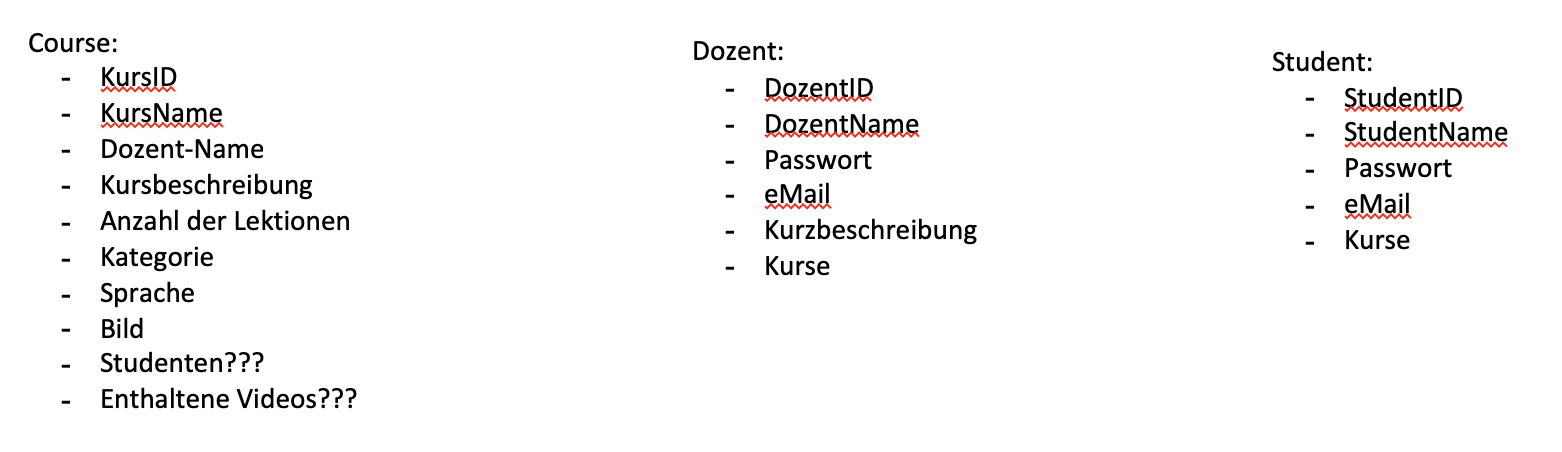 Course:
- KursID
- KursName
- Dozent-Name
- Kursbeschreibung
- Anzahl der Lektionen
- Kategorie
- Sprache
- Bild
- Studenten???
- Enthaltene Videos???
Dozent:
- DozentID
- DozentName
- Passwort
- eMail
- Kurzbeschreibung
- Kurse
Student:
- StudentID
- StudentName
- Passwort
- eMail
- Kurse